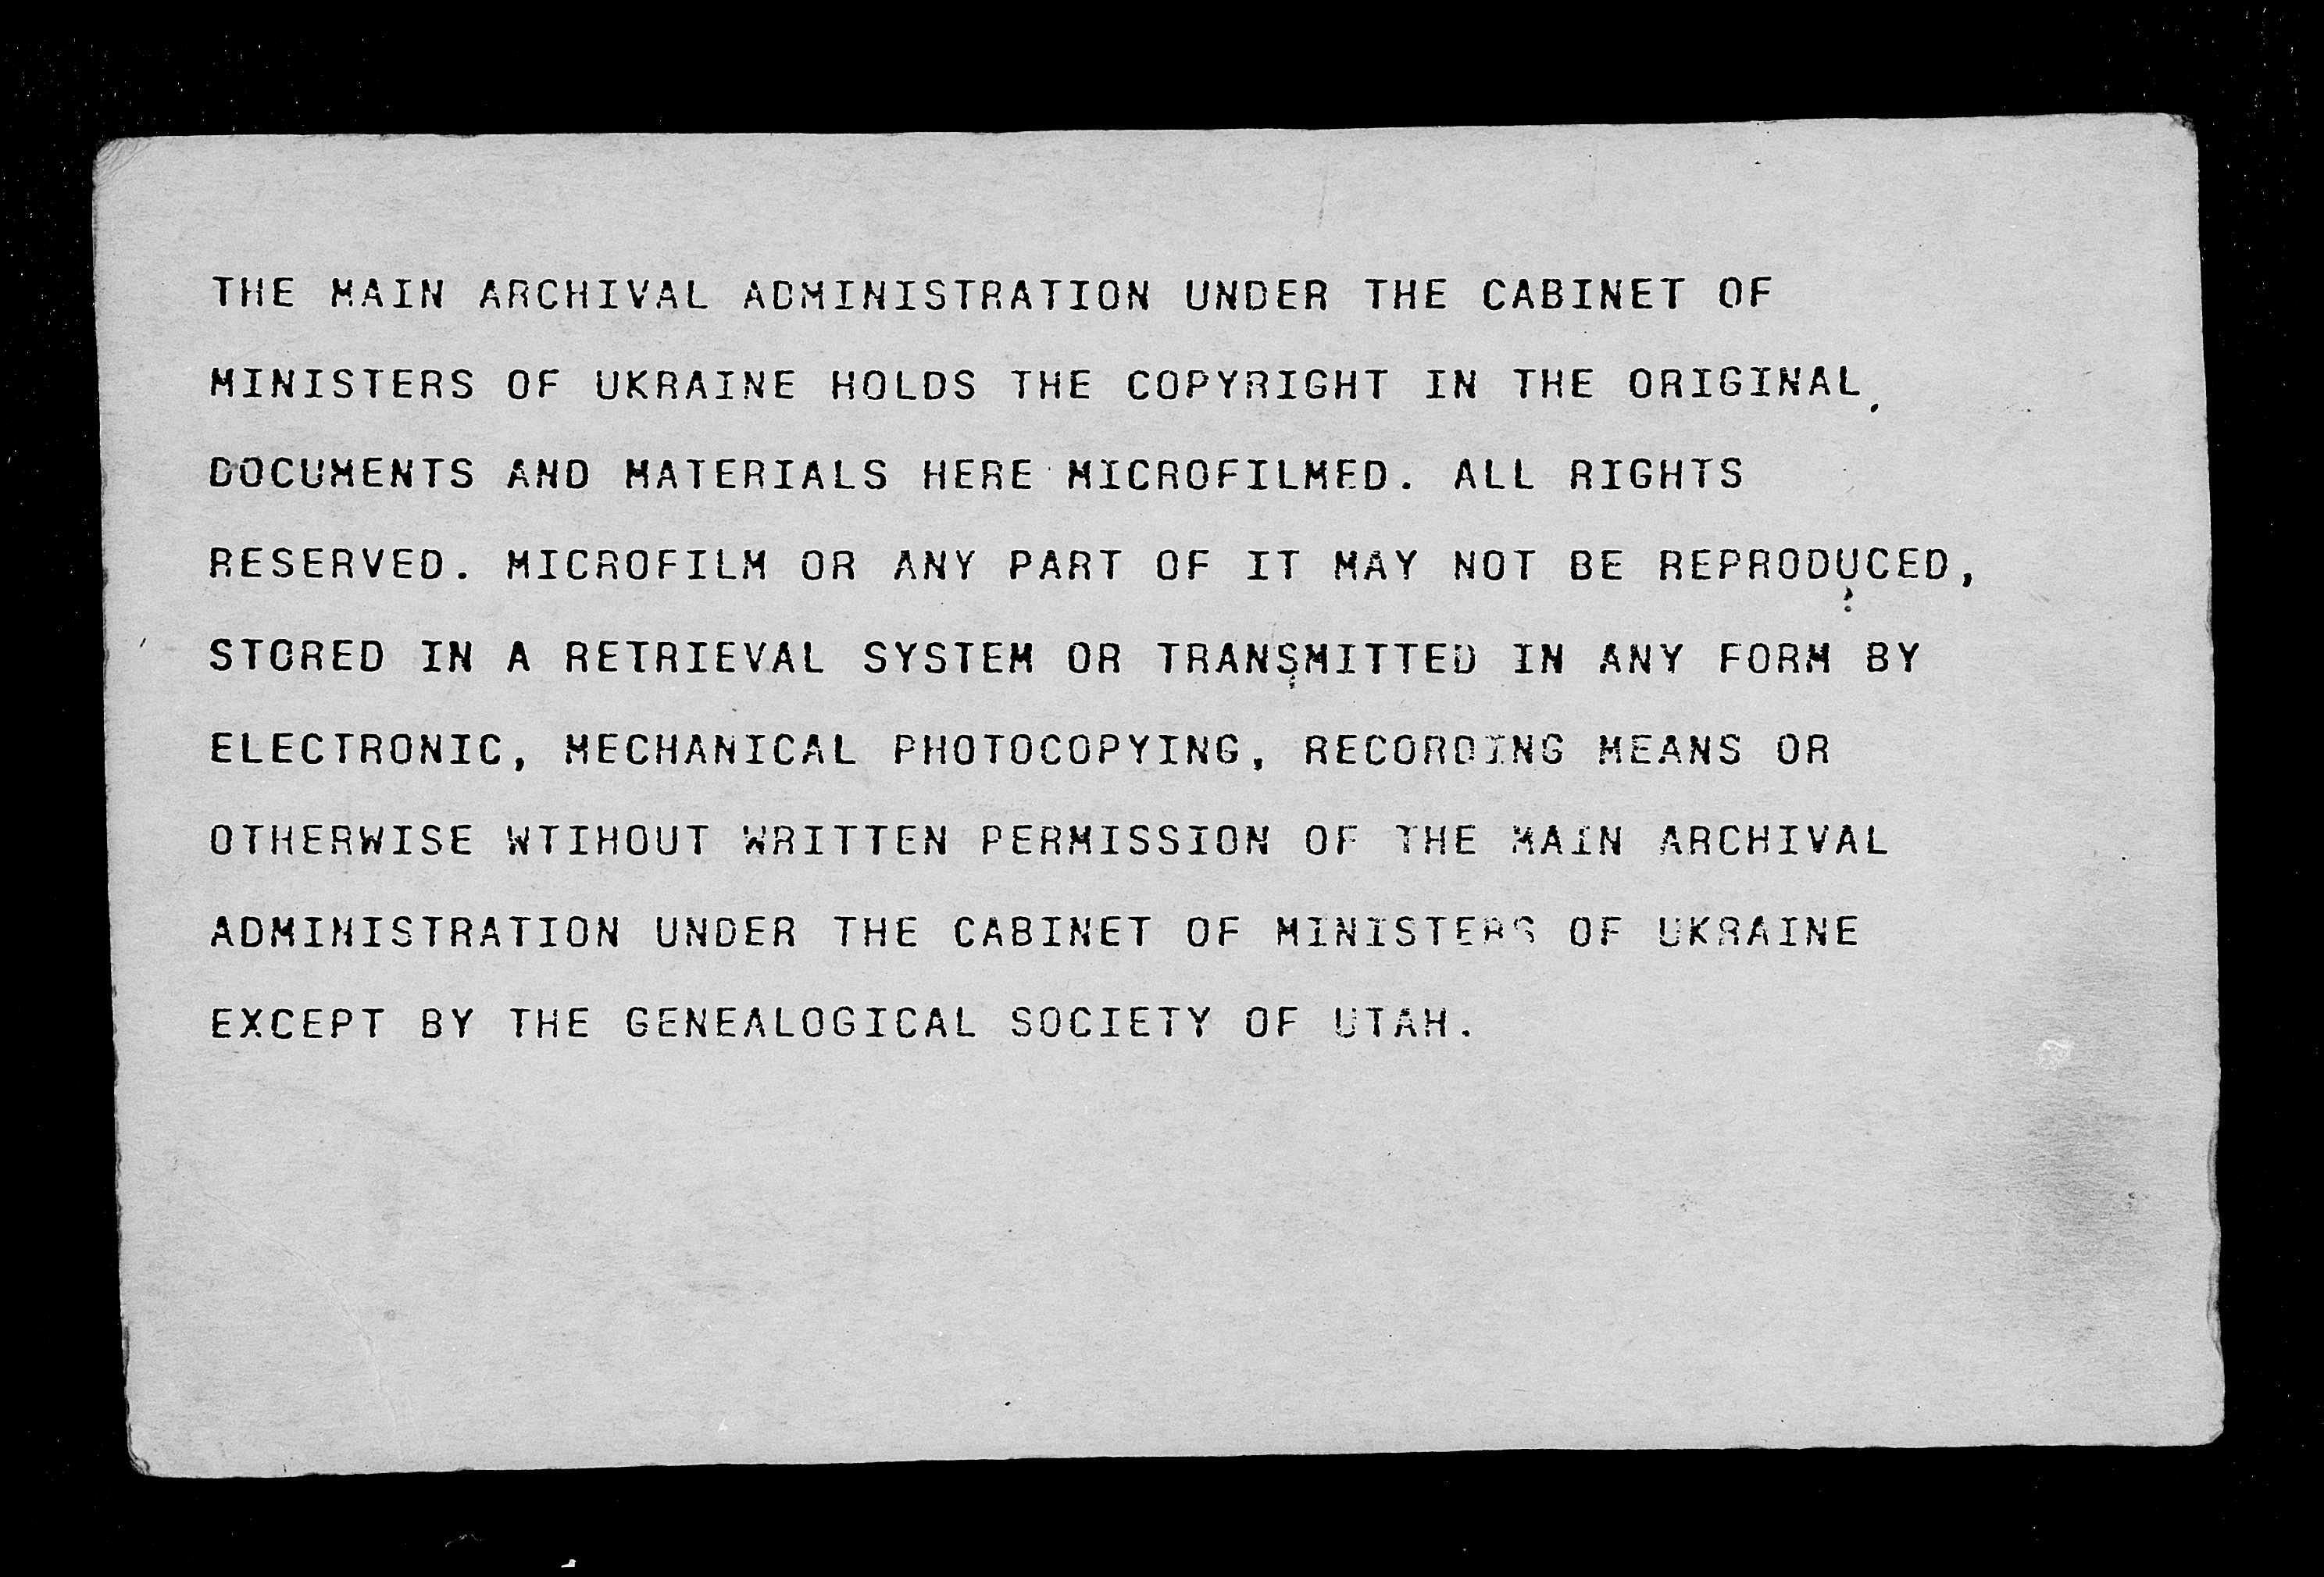 THE MAIN ARCHIVAL ADMINISTRATION UNDER THE CABINET OF
MINISTERS OF UKRAINE HOLDS THE COPYRIGHT IN THE ORIGINAL,
DOCUMENTS AND MATERIALS HERE MICROFILMED. ALL RIGHTS
RESERVED. MICROFILM OR ANY PART OF IT MAY NOT BE REPRODUCED,
STORED IN A RETRIEVAL SYSTEM OR TRANSMITTED IN ANY FORM BY
ELECTRONIC, MECHANICAL PHOTOCOPYING, RECORDING MEANS OR
OTHERWISE WTIHOUT WRITTEN PERMISSION OF THE MAIN ARCHIVAL
ADMINISTRATION UNDER THE CABINET OF MINISTERS OF UKRAINE
EXCEPT BY THE GENEALOGICAL SOCIETY OF UTAH.